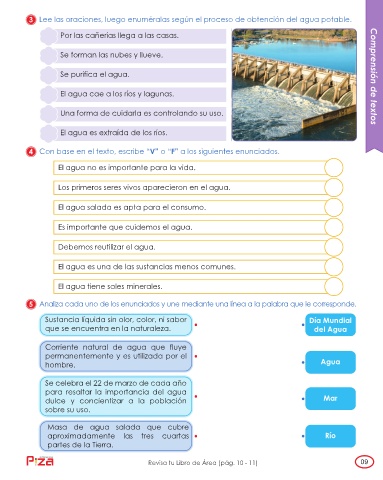 3 Lee las oraciones, luego enuméralas según el proceso de obtención del agua potable.
Por las cañerías llega a las casas.
Se forman las nubes y llueve.
Se purifica el agua.
El agua cae a los ríos y lagunas.
Una forma de cuidarla es controlando su uso.
El agua es extraída de los ríos.
Comprensión de textos
4 Con base en el texto, escribe "V" o "F" a los siguientes enunciados.
El agua no es importante para la vida.
Los primeros seres vivos aparecieron en el agua.
El agua salada es apta para el consumo.
Es importante que cuidemos el agua.
Debemos reutilizar el agua.
El agua es una de las sustancias menos comunes.
El agua tiene sales minerales.
5 Analiza cada uno de los enunciados y une mediante una línea a la palabra que le corresponde.
Sustancia líquida sin olor, color, ni sabor
que se encuentra en la naturaleza.
Día Mundial
del Agua
Corriente natural de agua que fluye
permanentemente y es utilizada por el
hombre.
Agua
Se celebra el 22 de marzo de cada año
para resaltar la importancia del agua
dulce y concientizar a la población
sobre su uso.
Mar
Masa de agua salada que cubre
aproximadamente las tres cuartas
partes de la Tierra.
Río
Revisa tu Libro de Área (pág. 10 - 11)
09